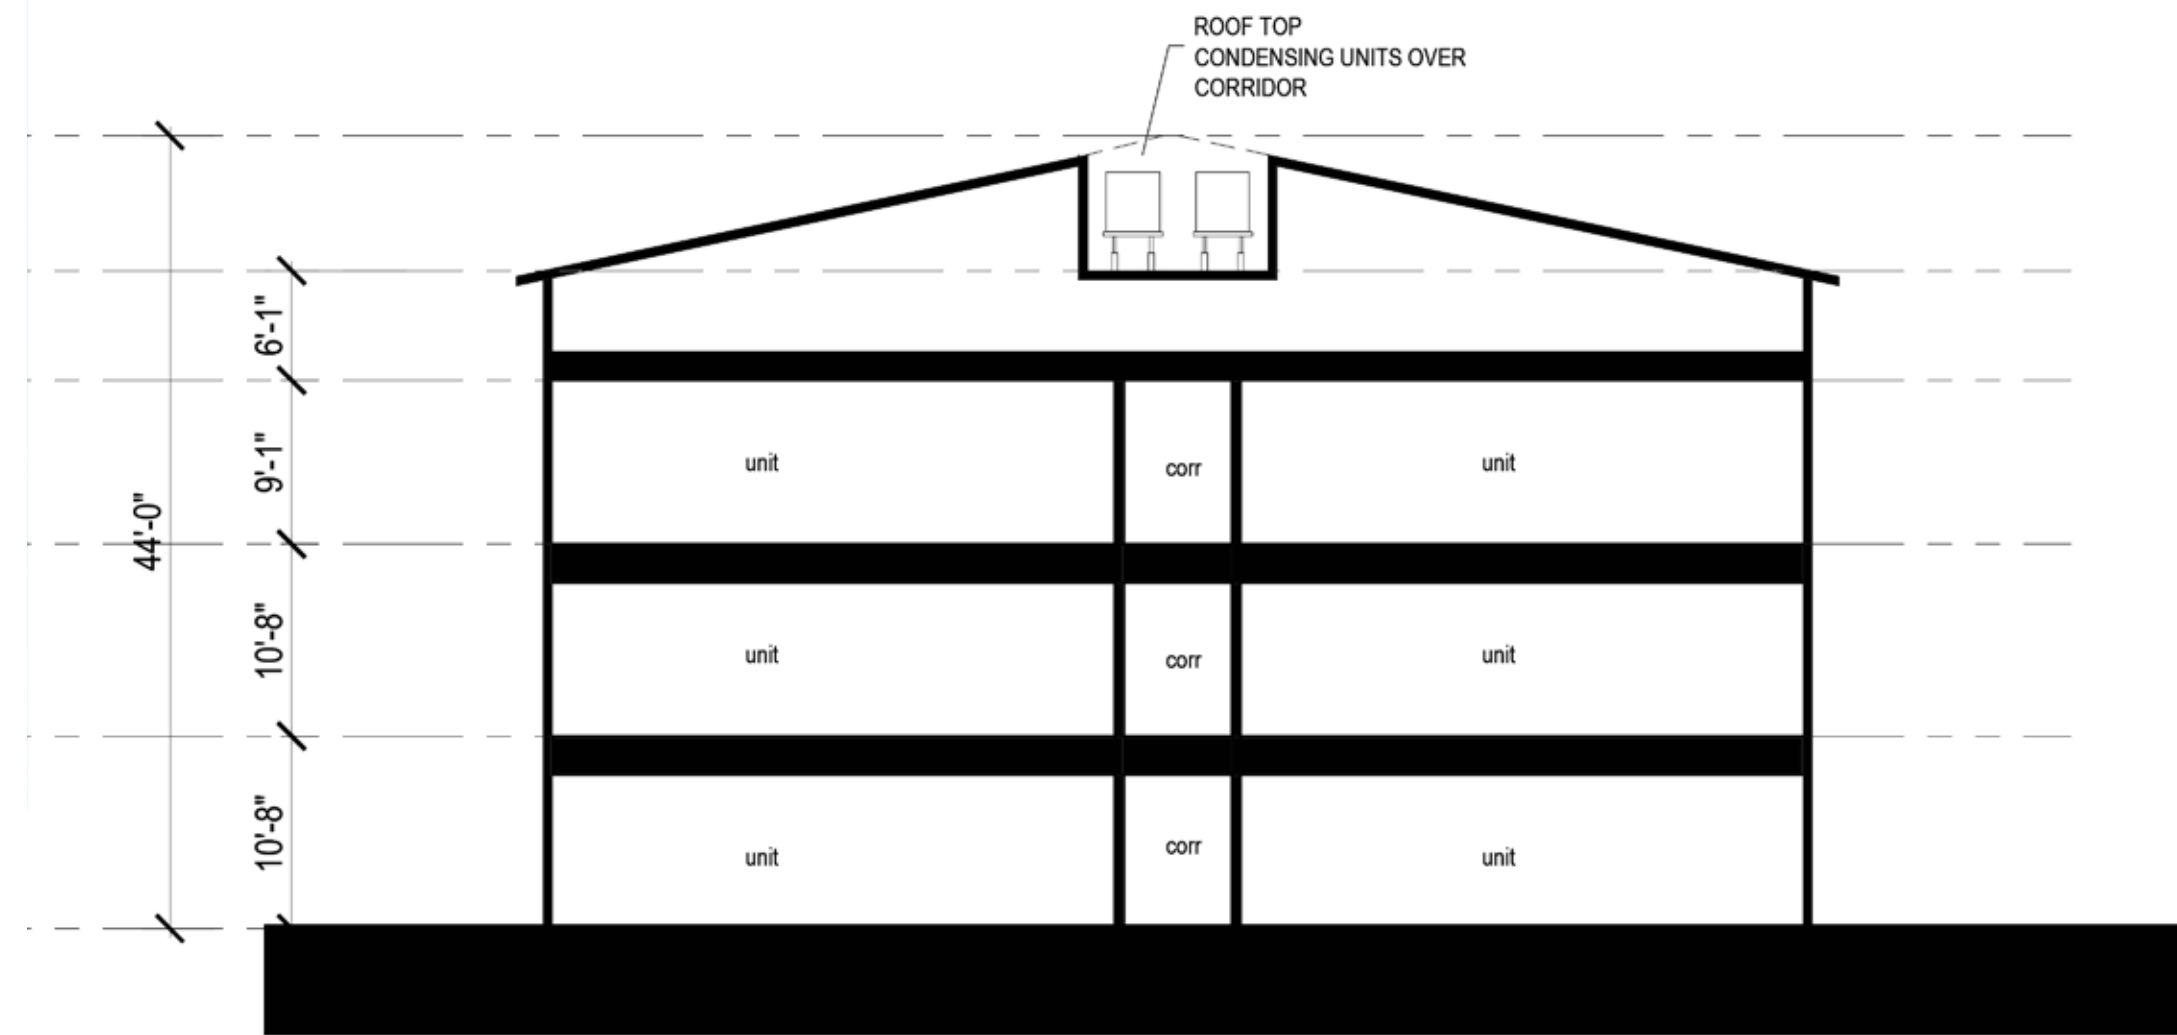 ROOF TOP
CONDENSING UNITS OVER
CORRIDOR
6'-1"
9'-1"
unit
corr
unit
44'-0"
10'-8"
unit
corr
unit
10'-8"
unit
corr
unit